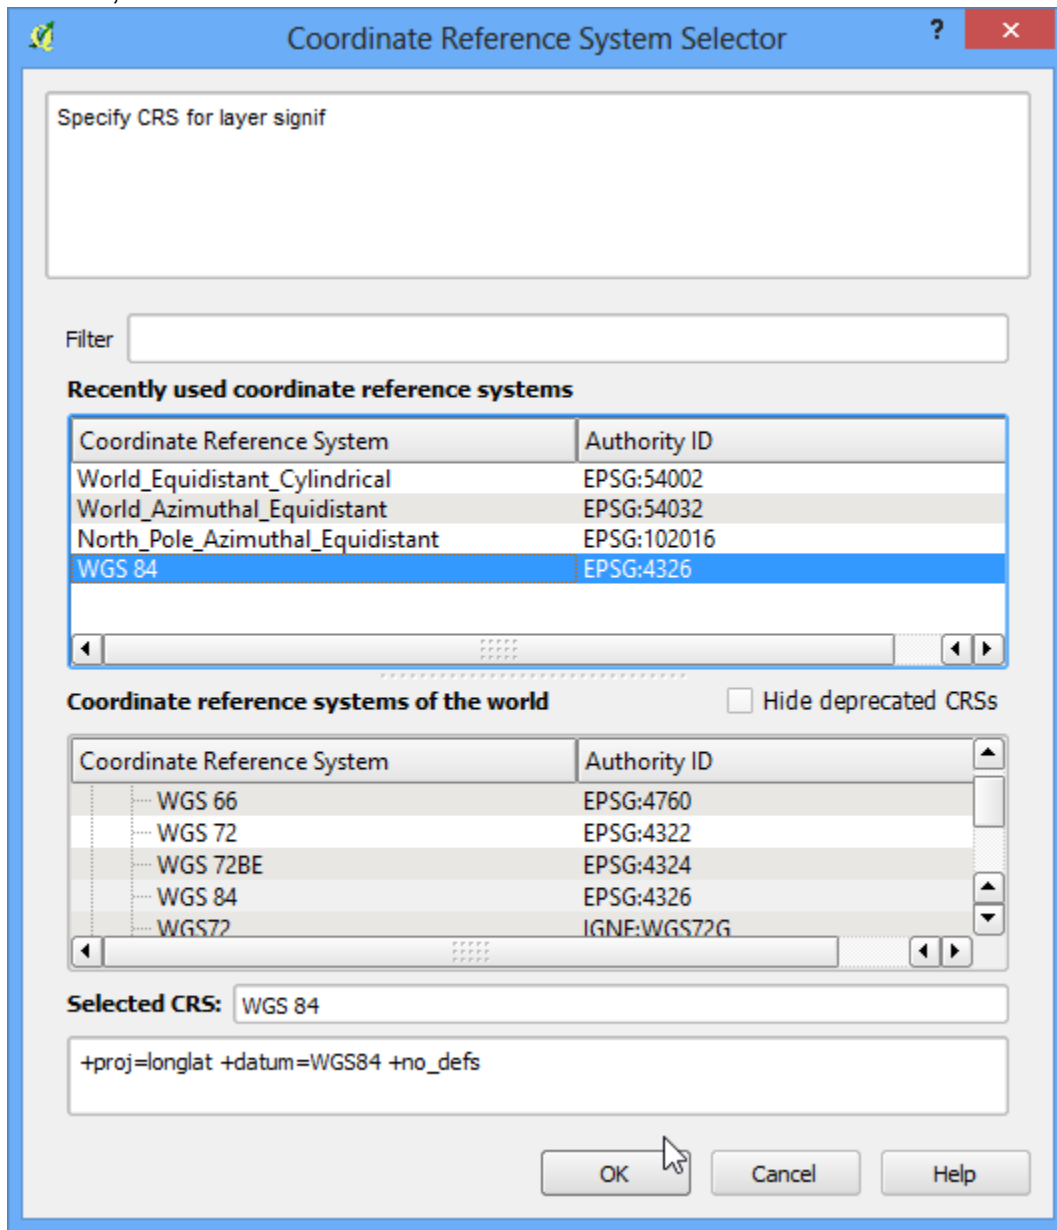 Coordinate Reference System Selector ?
Specify CRS for layer signif
Filter
Recently used coordinate reference systems
Coordinate Reference System Authority ID
World_Equidistant_Cylindrical EPSG:54002
World_Azimuthal_Equidistant EPSG:54032
North_Pole_Azimuthal_Equidistant EPSG:102016
WGS 84 EPSG:4326
Coordinate reference systems of the world Hide deprecated CRSs
Coordinate Reference System Authority ID
WGS 66 EPSG:4760
WGS 72 EPSG:4322
WGS 72BE EPSG:4324
WGS 84 EPSG:4326
WGS72 IGNF:WGS72G
Selected CRS: WGS 84
+proj=longlat +datum=WGS84 +no_defs
OK Cancel Help